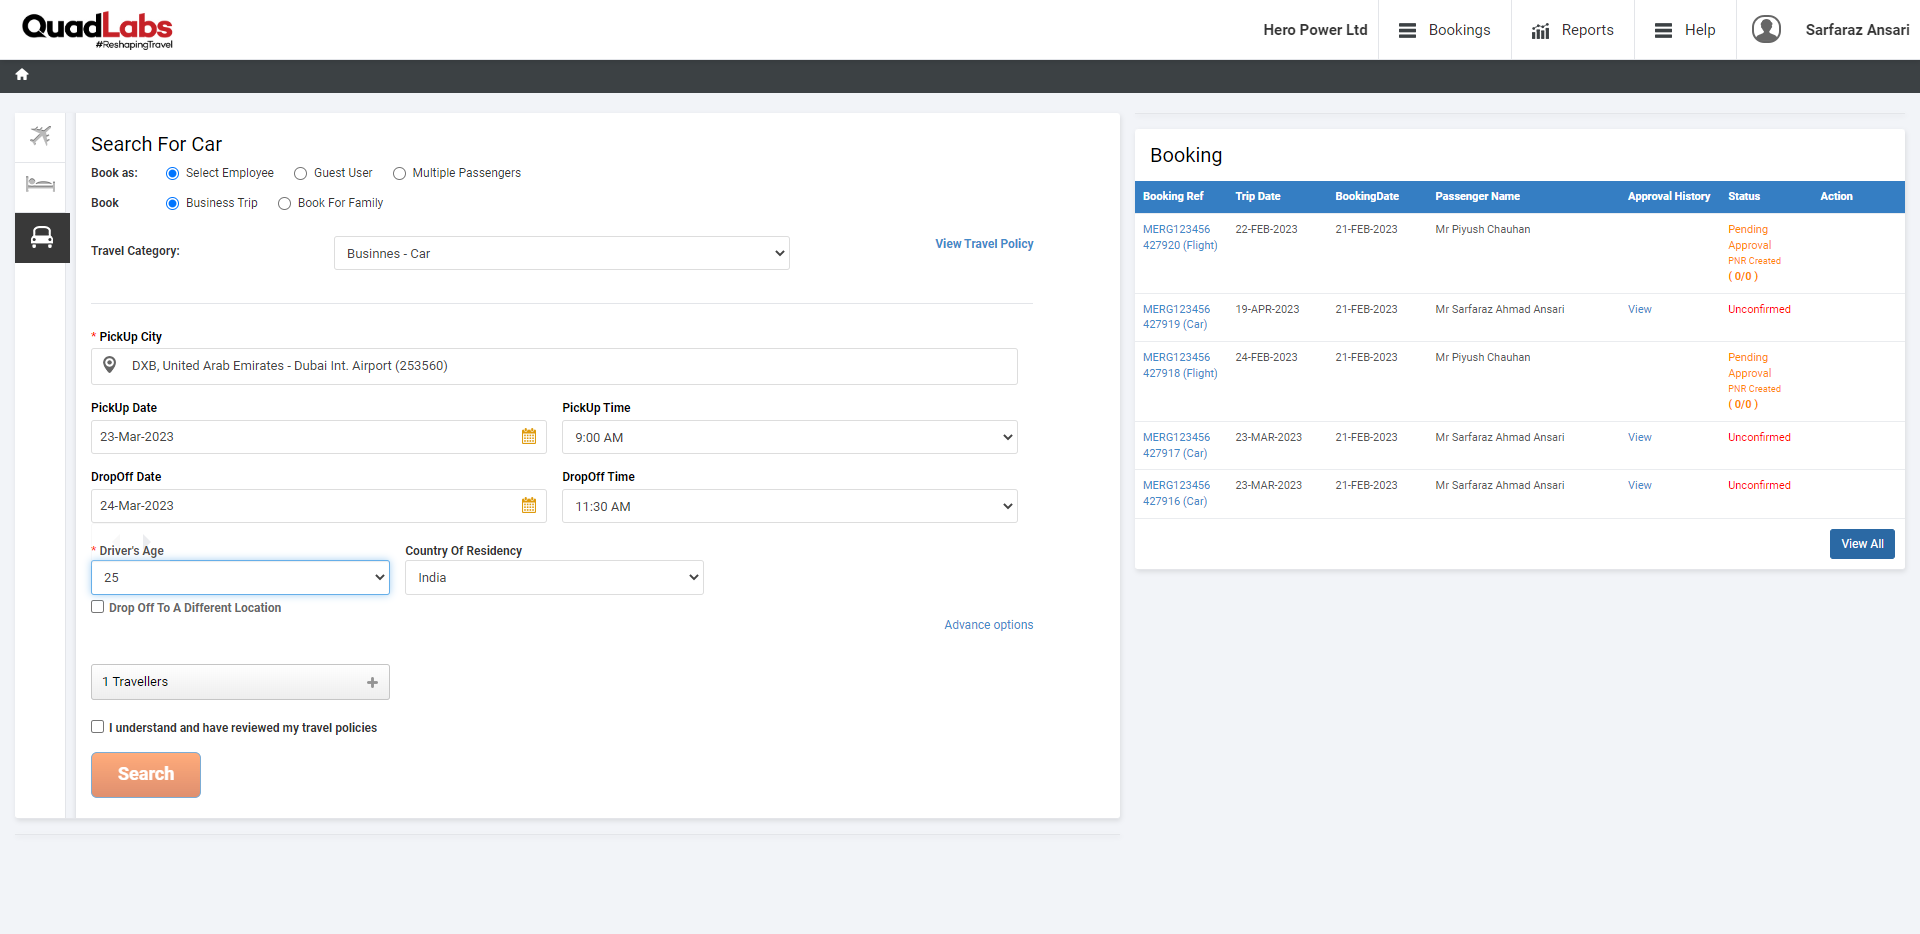 QuadLabs
#ReshapingTravel
Hero Power Ltd
Bookings
Reports
Help
Sarfaraz Ansari
Search For Car
Book as: Select Employee Guest User Multiple Passengers
Book Business Trip Book For Family
Travel Category: Businnes - Car View Travel Policy
* PickUp City
DXB, United Arab Emirates - Dubai Int. Airport (253560)
PickUp Date PickUp Time
23-Mar-2023 9:00 AM
DropOff Date DropOff Time
24-Mar-2023 11:30 AM
* Driver's Age Country Of Residency
25 India
Drop Off To A Different Location
Advance options
1 Travellers
I understand and have reviewed my travel policies
Search
Booking
Booking Ref Trip Date BookingDate Passenger Name Approval History Status Action
MERG123456 22-FEB-2023 21-FEB-2023 Mr Piyush Chauhan Pending
427920 (Flight) Approval
PNR Created
( 0/0 )
MERG123456 19-APR-2023 21-FEB-2023 Mr Sarfaraz Ahmad Ansari View Unconfirmed
427919 (Car)
MERG123456 24-FEB-2023 21-FEB-2023 Mr Piyush Chauhan Pending
427918 (Flight) Approval
PNR Created
( 0/0 )
MERG123456 23-MAR-2023 21-FEB-2023 Mr Sarfaraz Ahmad Ansari View Unconfirmed
427917 (Car)
MERG123456 23-MAR-2023 21-FEB-2023 Mr Sarfaraz Ahmad Ansari View Unconfirmed
427916 (Car)
View All